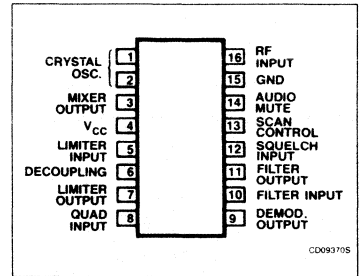 CRYSTAL OSC. 1
2
MIXER OUTPUT 3
VCC 4
LIMITER INPUT 5
DECOUPLING 6
LIMITER OUTPUT 7
QUAD INPUT 8
16 RF INPUT
15 GND
14 AUDIO MUTE
13 SCAN CONTROL
12 SQUELCH INPUT
11 FILTER OUTPUT
10 FILTER INPUT
9 DEMOD. OUTPUT
CD09370S